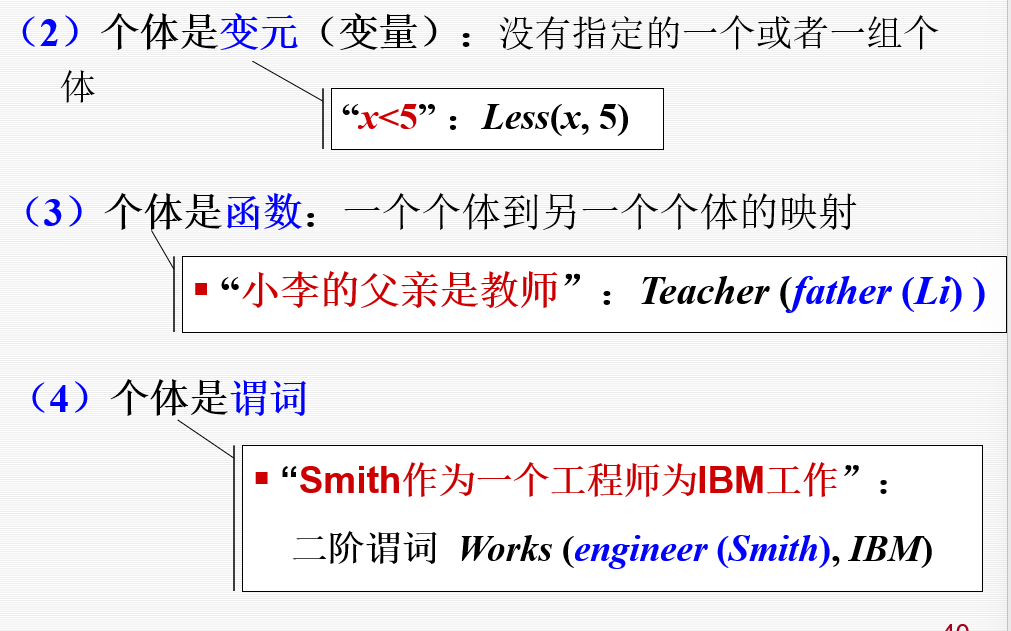 （2）个体是变元（变量）：没有指定的一个或者一组个
体
“x<5” ：Less(x, 5)
（3）个体是函数：一个个体到另一个个体的映射
▪ “小李的父亲是教师” ：Teacher (father (Li) )
（4）个体是谓词
▪ “Smith作为一个工程师为IBM工作”：
二阶谓词 Works (engineer (Smith), IBM)